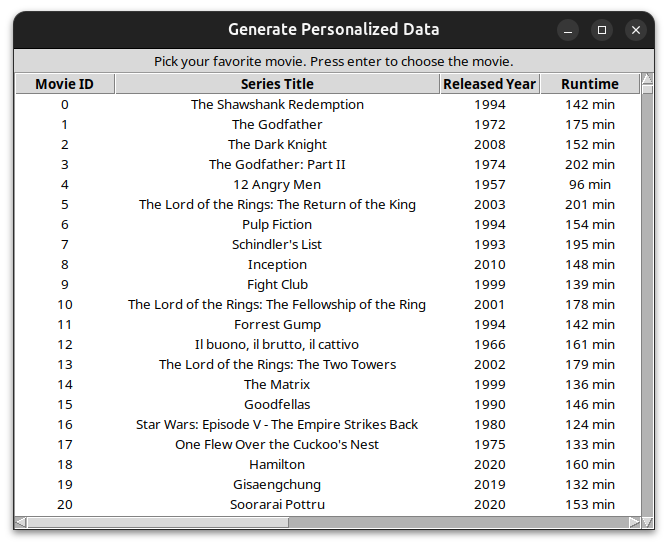 Generate Personalized Data
Pick your favorite movie. Press enter to choose the movie.
Movie ID Series Title Released Year Runtime
0 The Shawshank Redemption 1994 142 min
1 The Godfather 1972 175 min
2 The Dark Knight 2008 152 min
3 The Godfather: Part II 1974 202 min
4 12 Angry Men 1957 96 min
5 The Lord of the Rings: The Return of the King 2003 201 min
6 Pulp Fiction 1994 154 min
7 Schindler's List 1993 195 min
8 Inception 2010 148 min
9 Fight Club 1999 139 min
10 The Lord of the Rings: The Fellowship of the Ring 2001 178 min
11 Forrest Gump 1994 142 min
12 Il buono, il brutto, il cattivo 1966 161 min
13 The Lord of the Rings: The Two Towers 2002 179 min
14 The Matrix 1999 136 min
15 Goodfellas 1990 146 min
16 Star Wars: Episode V - The Empire Strikes Back 1980 124 min
17 One Flew Over the Cuckoo's Nest 1975 133 min
18 Hamilton 2020 160 min
19 Gisaengchung 2019 132 min
20 Soorarai Pottru 2020 153 min